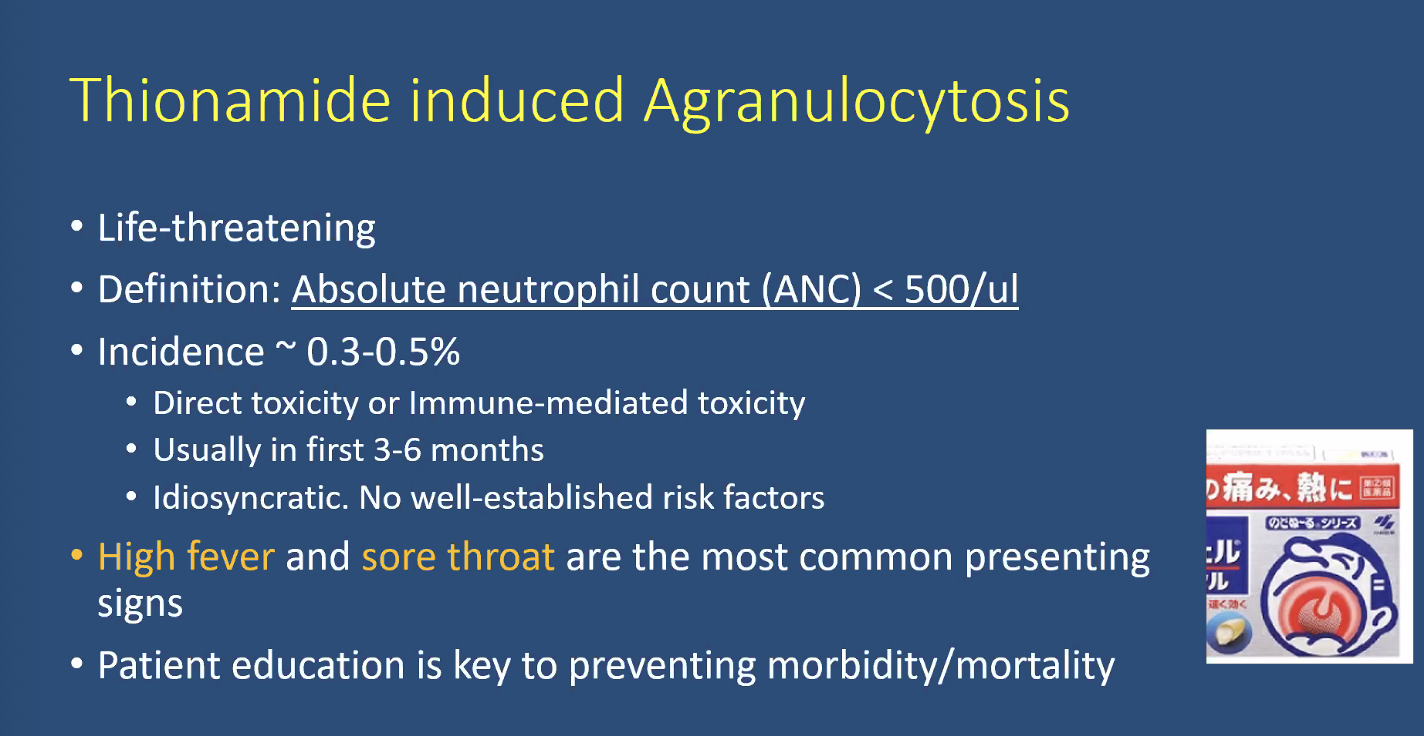 Thionamide induced Agranulocytosis
• Life-threatening
• Definition: Absolute neutrophil count (ANC) < 500/ul
• Incidence ~ 0.3-0.5%
• Direct toxicity or Immune-mediated toxicity
• Usually in first 3-6 months
• Idiosyncratic. No well-established risk factors
• High fever and sore throat are the most common presenting
signs
• Patient education is key to preventing morbidity/mortality
の痛み、熱に
医薬品
のどぬ〜るシリーズ
ェル
ル
速く効く